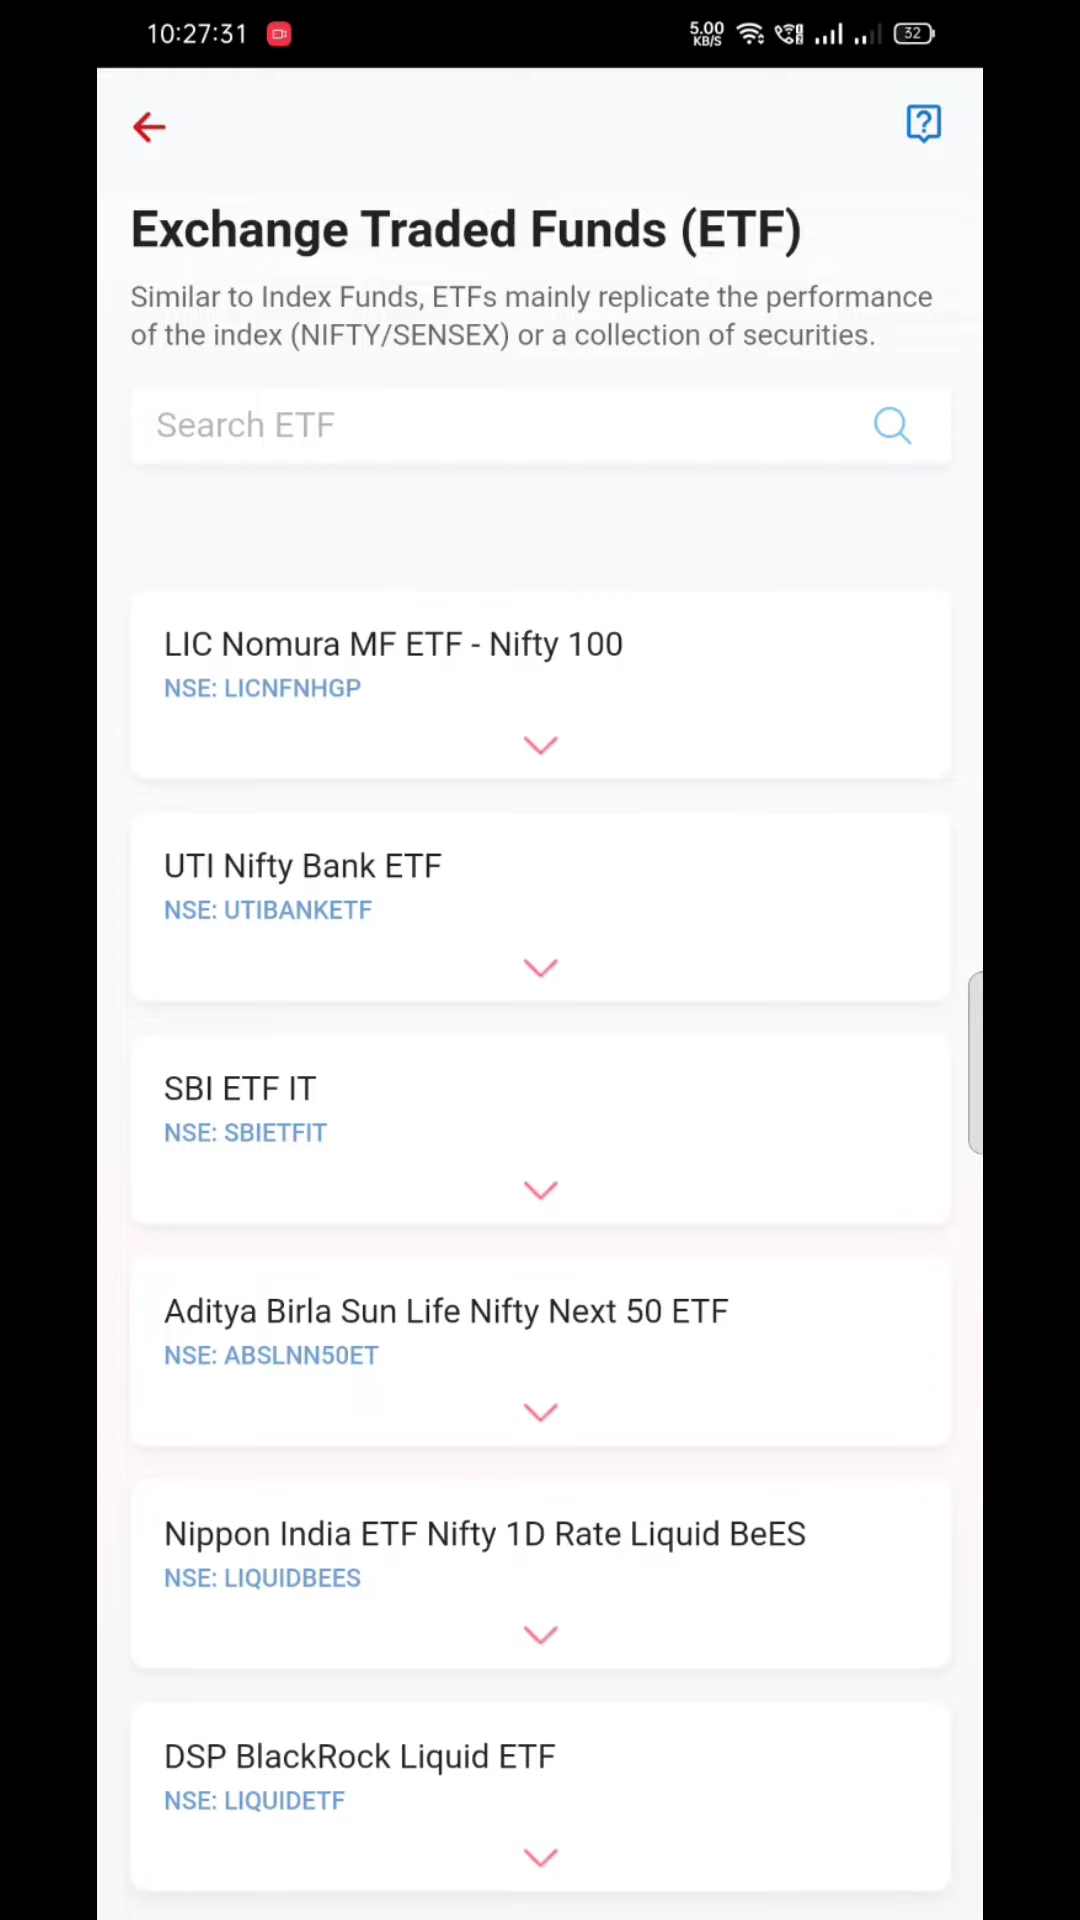 10:27:31
5.00
KB/S
32
Exchange Traded Funds (ETF)
Similar to Index Funds, ETFs mainly replicate the performance
of the index (NIFTY/SENSEX) or a collection of securities.
Search ETF
LIC Nomura MF ETF - Nifty 100
NSE: LICNFNHGP
UTI Nifty Bank ETF
NSE: UTIBANKETF
SBI ETF IT
NSE: SBIETFIT
Aditya Birla Sun Life Nifty Next 50 ETF
NSE: ABSLNN50ET
Nippon India ETF Nifty 1D Rate Liquid BeES
NSE: LIQUIDBEES
DSP BlackRock Liquid ETF
NSE: LIQUIDETF